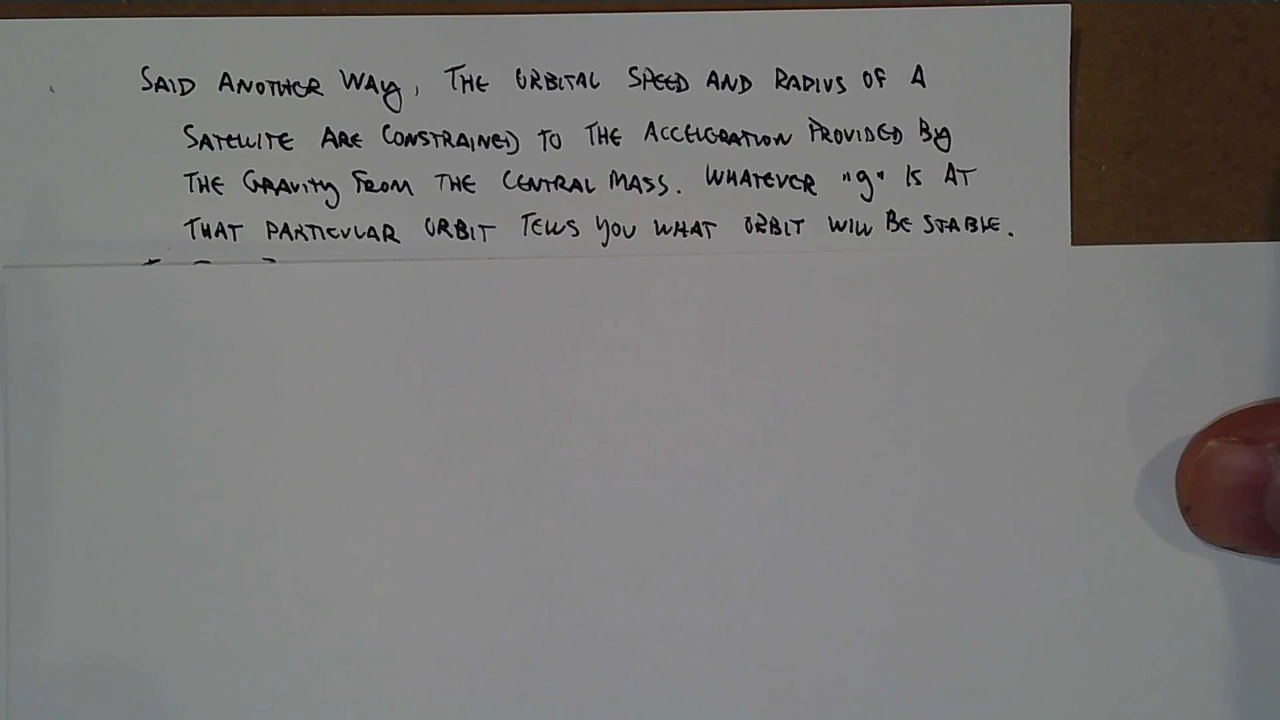 SAID ANOTHER WAY, THE ORBITAL SPEED AND RADIUS OF A
SATELLITE ARE CONSTRAINED TO THE ACCELERATION PROVIDED BY
THE GRAVITY FROM THE CENTRAL MASS. WHATEVER "g" IS AT
THAT PARTICULAR ORBIT TELLS YOU WHAT ORBIT WILL BE STABLE.